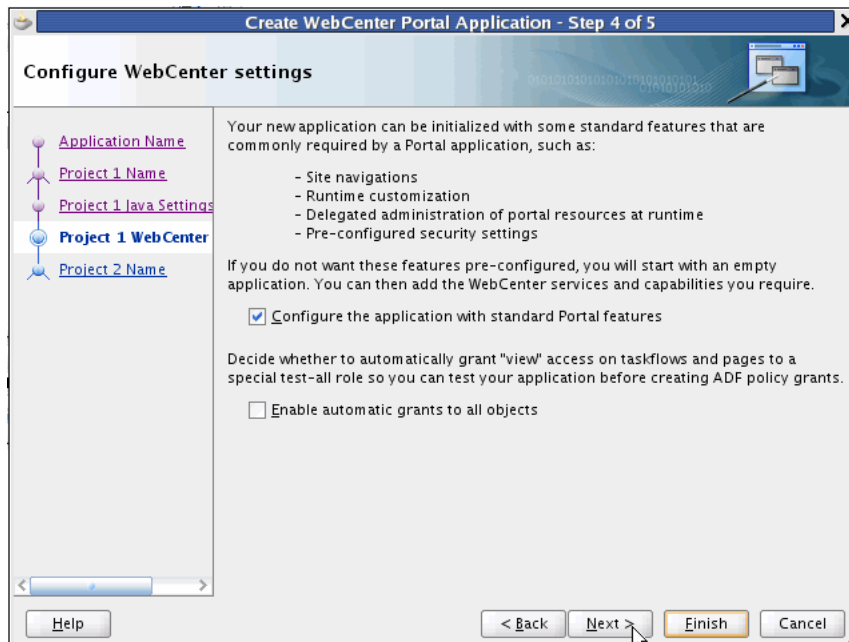 Create WebCenter Portal Application - Step 4 of 5
Configure WebCenter settings
Application Name
Project 1 Name
Project 1 Java Settings
Project 1 WebCenter
Project 2 Name
Your new application can be initialized with some standard features that are
commonly required by a Portal application, such as:
- Site navigations
- Runtime customization
- Delegated administration of portal resources at runtime
- Pre-configured security settings
If you do not want these features pre-configured, you will start with an empty
application. You can then add the WebCenter services and capabilities you require.
Configure the application with standard Portal features
Decide whether to automatically grant "view" access on taskflows and pages to a
special test-all role so you can test your application before creating ADF policy grants.
Enable automatic grants to all objects
Help
< Back
Next >
Finish
Cancel